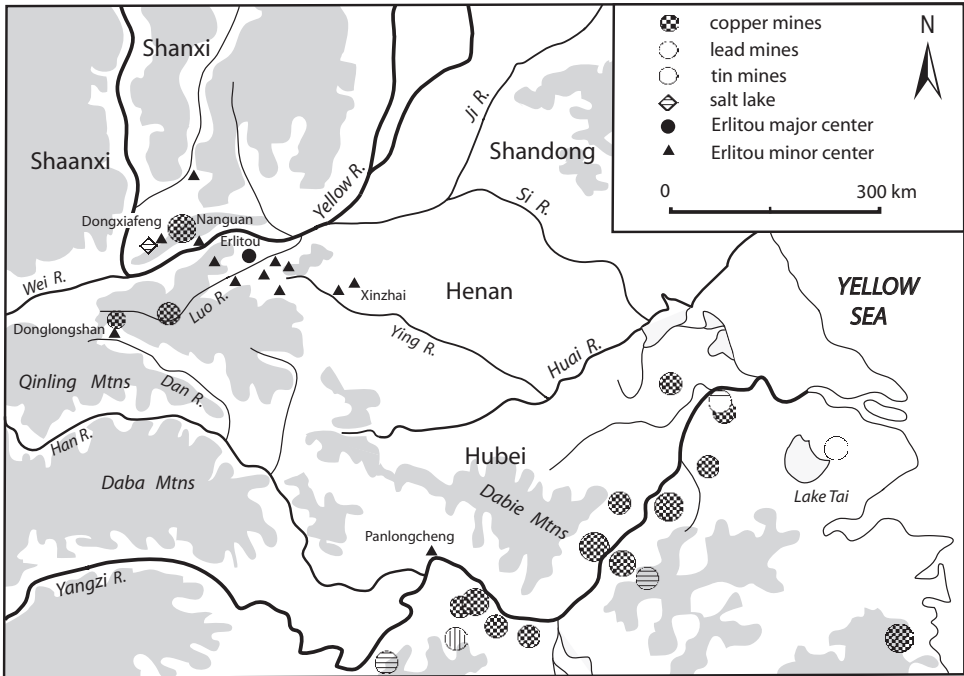 copper mines
lead mines
tin mines
salt lake
Erlitou major center
Erlitou minor center
N
0 300 km
Shanxi
Shaanxi
Ji R.
Shandong
Yellow R.
Si R.
Dongxiafeng
Nanguan
Erlitou
Wei R.
Luo R.
Xinzhai
Henan
YELLOW
SEA
Donglongshan
Ying R.
Huai R.
Qinling Mtns
Dan R.
Han R.
Hubei
Daba Mtns
Dabie Mtns
Lake Tai
Panlongcheng
Yangzi R.